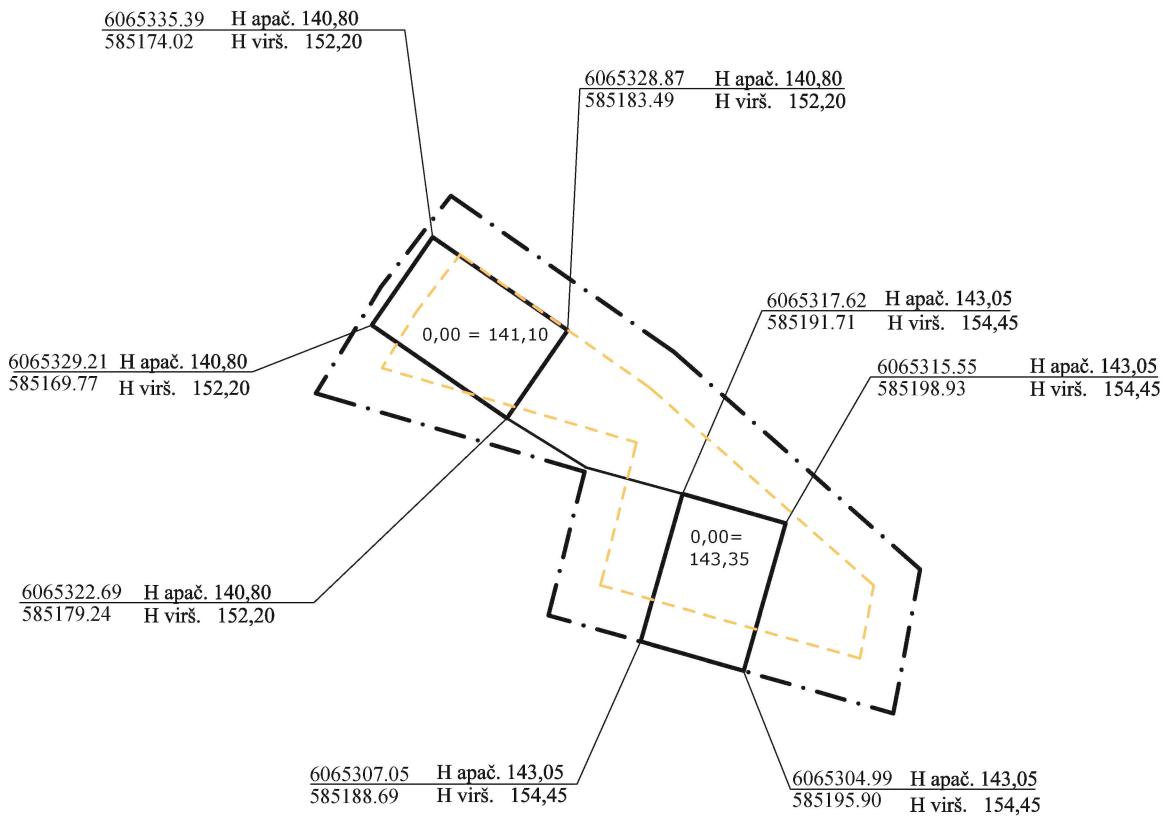 6065335.39 H apač. 140,80
585174.02 H virš. 152,20
6065328.87 H apač. 140,80
585183.49 H virš. 152,20
6065317.62 H apač. 143,05
585191.71 H virš. 154,45
0,00 = 141,10
6065329.21 H apač. 140,80
585169.77 H virš. 152,20
6065315.55 H apač. 143,05
585198.93 H virš. 154,45
0,00=
143,35
6065322.69 H apač. 140,80
585179.24 H virš. 152,20
6065307.05 H apač. 143,05
585188.69 H virš. 154,45
6065304.99 H apač. 143,05
585195.90 H virš. 154,45